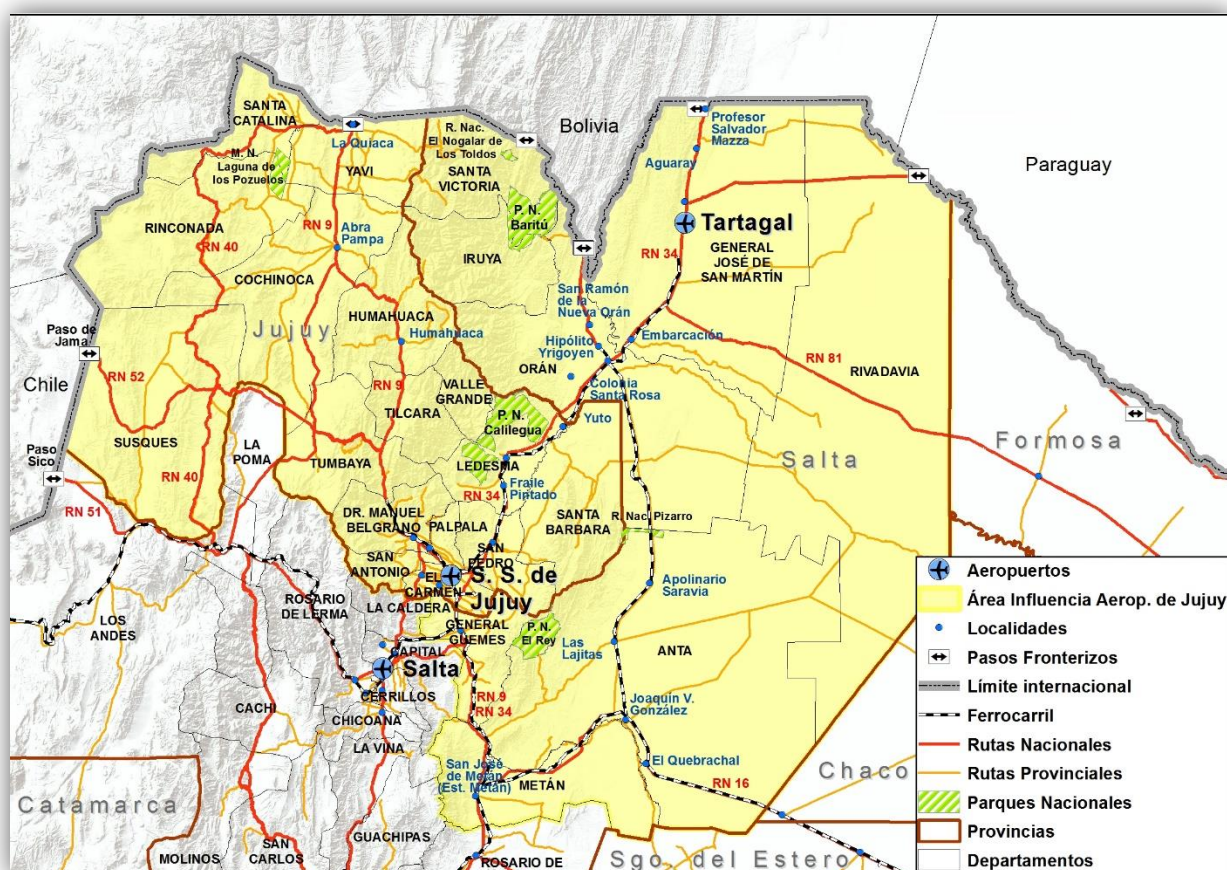 SANTA
CATALINA
La Quiaca
R. Nac.
El Nogalar de
Los Toldos
Bolivia
Profesor
Salvador
Mazza
Aguaray
Paraguay
M. N.
Laguna de
los Pozuelos
YAVI
SANTA
VICTORIA
P. N.
Baritú
Tartagal
RINCONADA
RN 40
RN 9
Abra
Pampa
IRUYA
RN 34
GENERAL
JOSÉ DE
SAN MARTÍN
COCHINOCA
San Ramón
de la
Nueva Orán
HUMAHUACA
Humahuaca
Jujuy
Hipólito
Yrigoyen
Embarcación
Paso de
Jama
RN 81
RIVADAVIA
Chile
RN 52
RN 9
VALLE
GRANDE
ORÁN
Colonia
Santa Rosa
TILCARA
P. N.
Calilegua
Yuto
SUSQUES
LA
POMA
TUMBAYA
Formosa
Salta
Paso
Sico
RN 40
LEDESMA
RN 34
Fraile
Pintado
RN 51
DR. MANUEL
BELGRANO
PALPALA
SANTA
BARBARA
R. Nac. Pizarro
SAN
ANTONIO
SAN
PEDRO
EL
CARMEN
S. S. de
Jujuy
Apolinario
Saravia
ROSARIO
DE LERMA
LA CALDERA
LOS
ANDES
GENERAL
GUEMES
P. N.
El Rey
Las
Lajitas
ANTA
CAPITAL
Salta
CERRILLOS
CACHI
CHICOANA
RN 9
RN 34
Joaquín V.
González
LA VINA
San José
de Metán
(Est. Metán)
METÁN
El Quebrachal
RN 16
Chaco
Catamarca
GUACHIPAS
MOLINOS
SAN
CARLOS
ROSARIO DE
Sgo. del Estero
Aeropuertos
Área Influencia Aerop. de Jujuy
Localidades
Pasos Fronterizos
Límite internacional
Ferrocarril
Rutas Nacionales
Rutas Provinciales
Parques Nacionales
Provincias
Departamentos